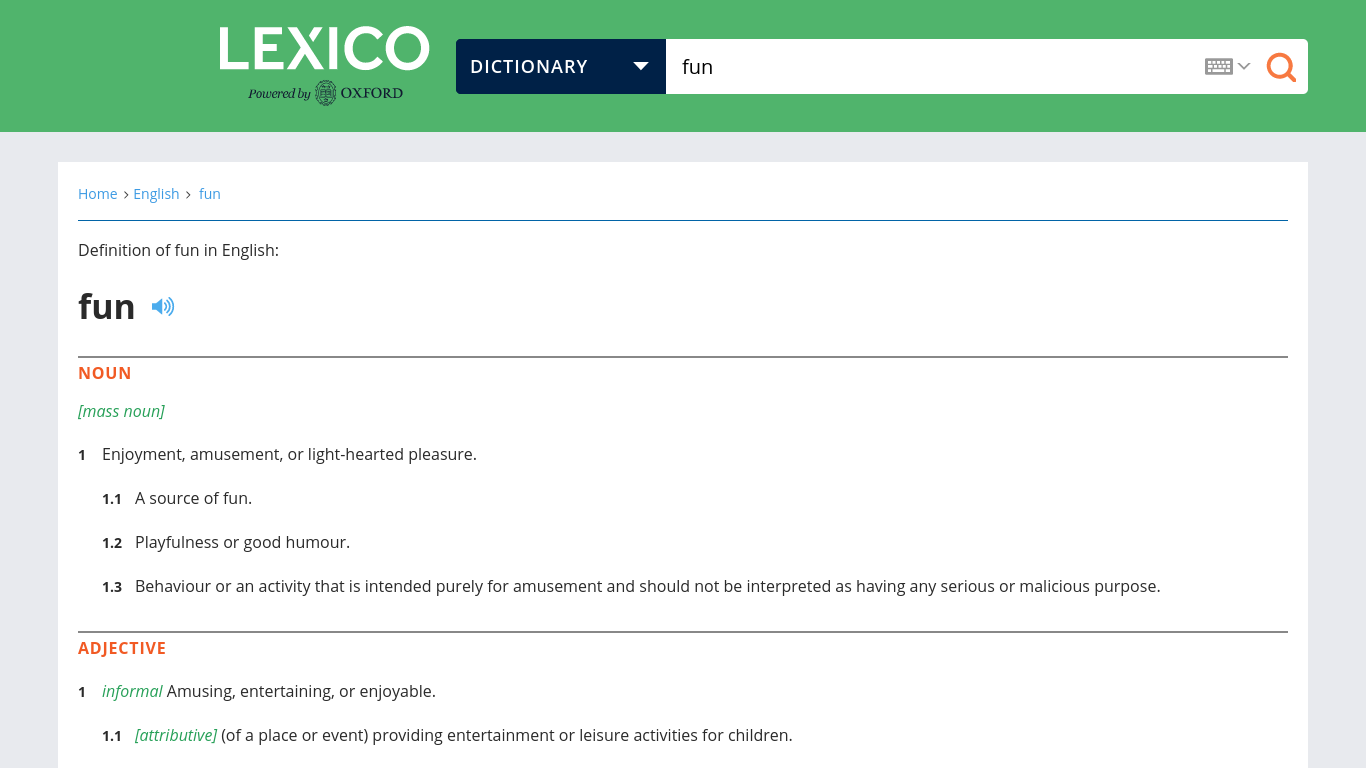 LEXICO
Powered by OXFORD
DICTIONARY
fun
Home > English > fun
Definition of fun in English:
fun
NOUN
[mass noun]
1 Enjoyment, amusement, or light-hearted pleasure.
1.1 A source of fun.
1.2 Playfulness or good humour.
1.3 Behaviour or an activity that is intended purely for amusement and should not be interpreted as having any serious or malicious purpose.
ADJECTIVE
1 informal Amusing, entertaining, or enjoyable.
1.1 [attributive] (of a place or event) providing entertainment or leisure activities for children.